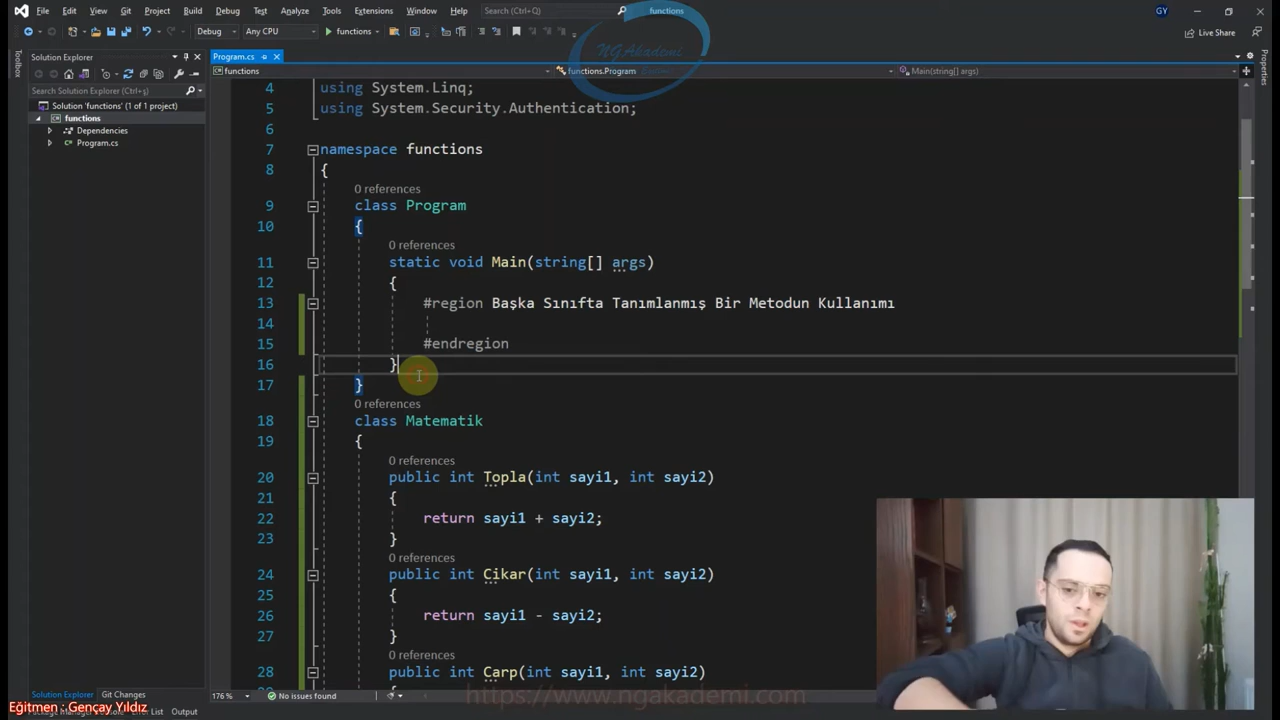 File Edit View Git Project Build Debug Test Analyze Tools Extensions Window Help Search (Ctrl+Q) functions GY
Debug Any CPU functions Live Share
Toolbox
Solution Explorer
Search Solution Explorer (Ctrl+ş)
Solution 'functions' (1 of 1 project)
functions
Dependencies
Program.cs
Program.cs
functions functions.Program Main(string[] args)
NGAkademi
Properties
4 using System.Linq;
5 using System.Security.Authentication;
6
7 namespace functions
8 {
0 references
9 class Program
10 {
0 references
11 static void Main(string[] args)
12 {
13 #region Başka Sınıfta Tanımlanmış Bir Metodun Kullanımı
14
15 #endregion
16 }
17 }
0 references
18 class Matematik
19 {
0 references
20 public int Topla(int sayi1, int sayi2)
21 {
22 return sayi1 + sayi2;
23 }
0 references
24 public int Cikar(int sayi1, int sayi2)
25 {
26 return sayi1 - sayi2;
27 }
0 references
28 public int Carp(int sayi1, int sayi2)
176 % No issues found
https://www.ngakademi.com
Solution Explorer Git Changes
Eğitmen : Gençay Yıldız
Output